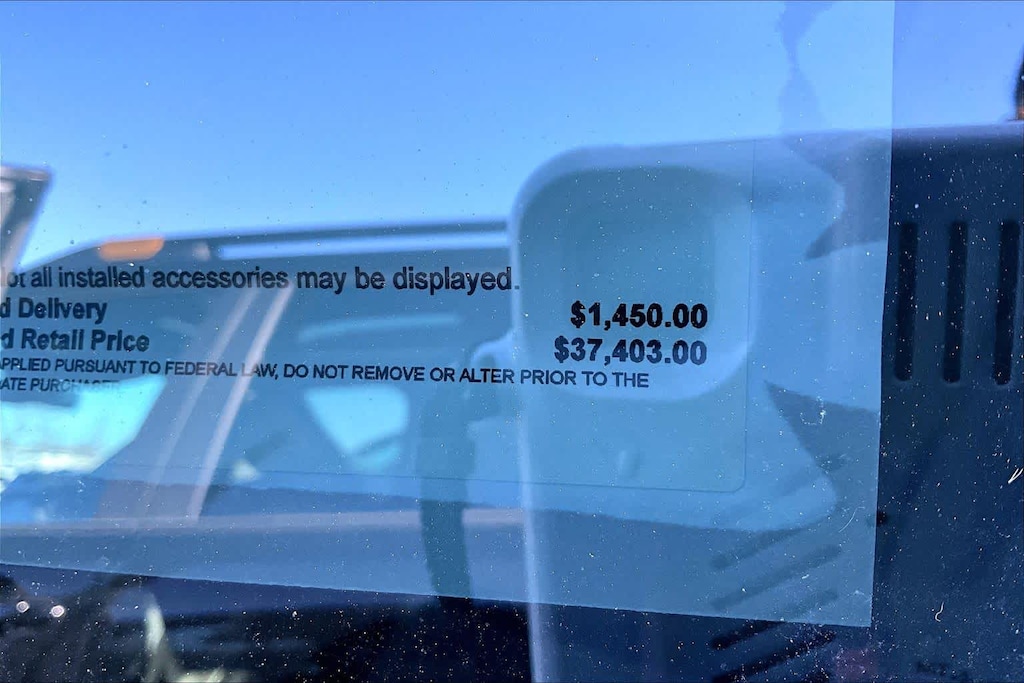 ot all installed accessories may be displayed.
d Delivery $1,450.00
d Retail Price $37,403.00
APPLIED PURSUANT TO FEDERAL LAW, DO NOT REMOVE OR ALTER PRIOR TO THE
ATE PURCHASER